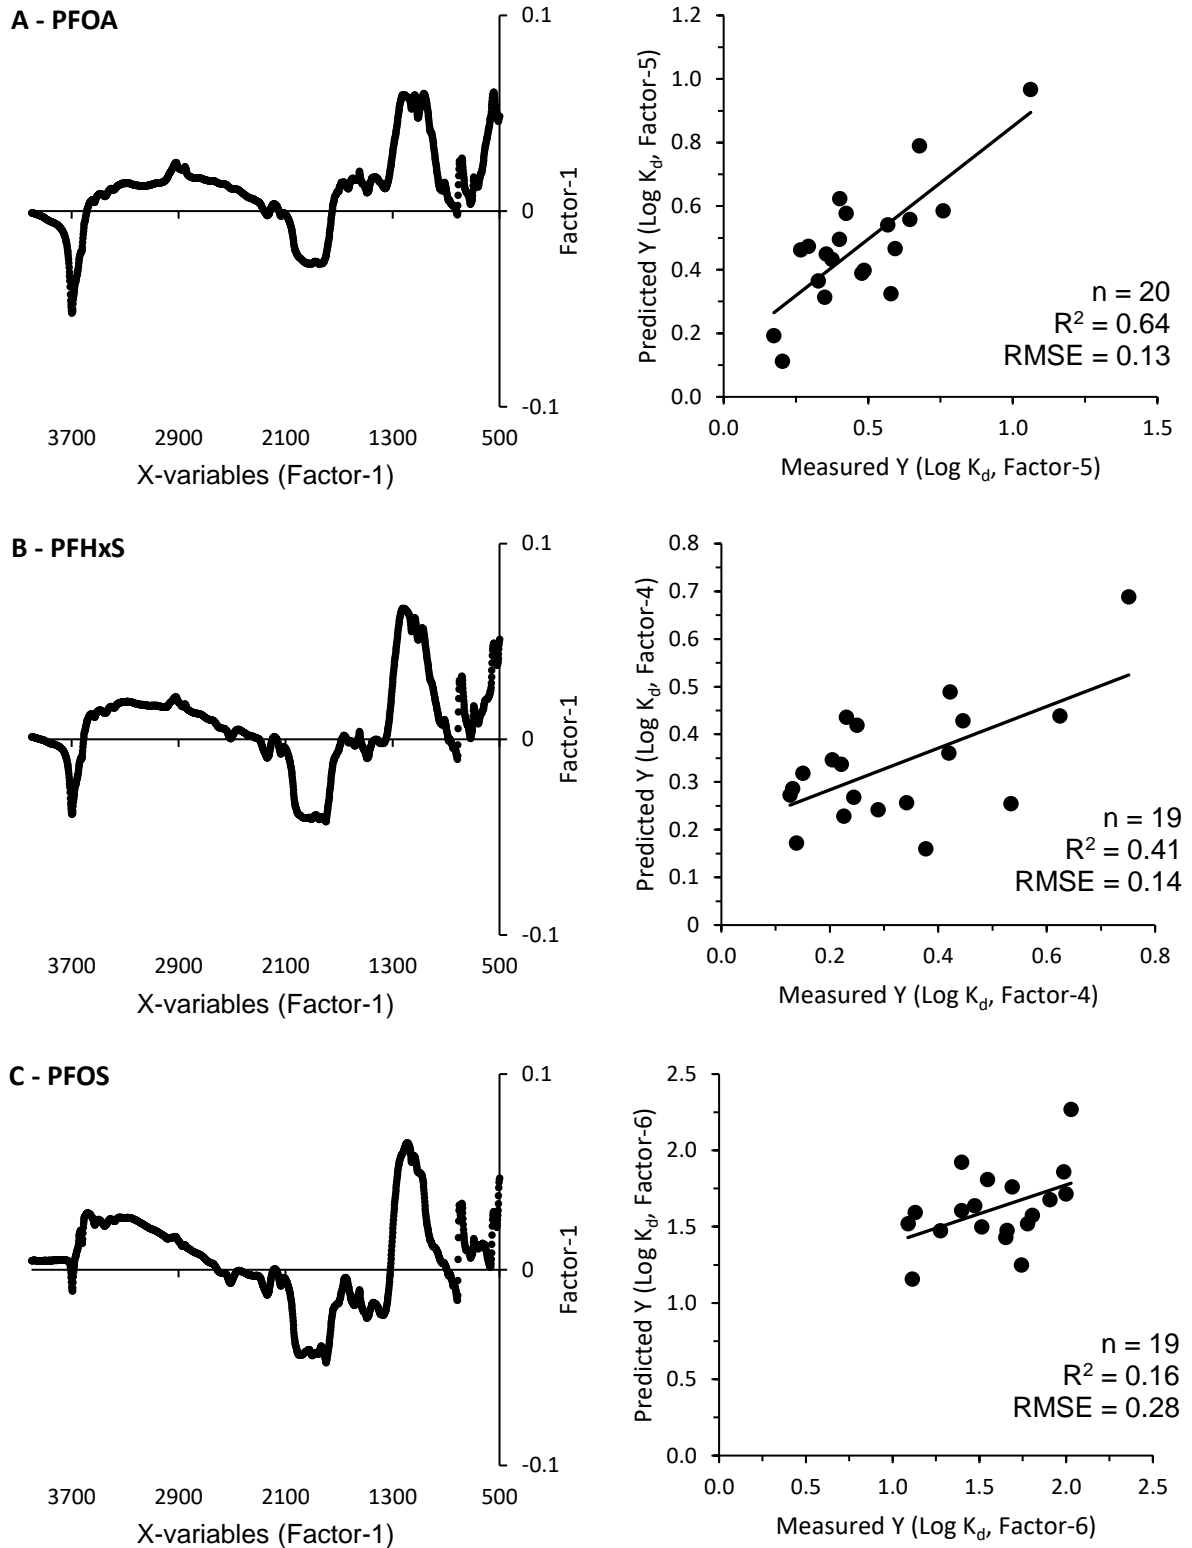 A - PFOA
0.1
0
-0.1
Factor-1
3700 2900 2100 1300 500
X-variables (Factor-1)
1.2
1.0
0.8
0.6
0.4
0.2
0.0
Predicted Y (Log Kd, Factor-5)
n = 20
R2 = 0.64
RMSE = 0.13
0.0 0.5 1.0 1.5
Measured Y (Log Kd, Factor-5)
B - PFHxS
0.1
0
-0.1
Factor-1
3700 2900 2100 1300 500
X-variables (Factor-1)
0.8
0.7
0.6
0.5
0.4
0.3
0.2
0.1
0
Predicted Y (Log Kd, Factor-4)
n = 19
R2 = 0.41
RMSE = 0.14
0.0 0.2 0.4 0.6 0.8
Measured Y (Log Kd, Factor-4)
C - PFOS
0.1
0
-0.1
Factor-1
3700 2900 2100 1300 500
X-variables (Factor-1)
2.5
2.0
1.5
1.0
0.5
0.0
Predicted Y (Log Kd, Factor-6)
n = 19
R2 = 0.16
RMSE = 0.28
0.0 0.5 1.0 1.5 2.0 2.5
Measured Y (Log Kd, Factor-6)